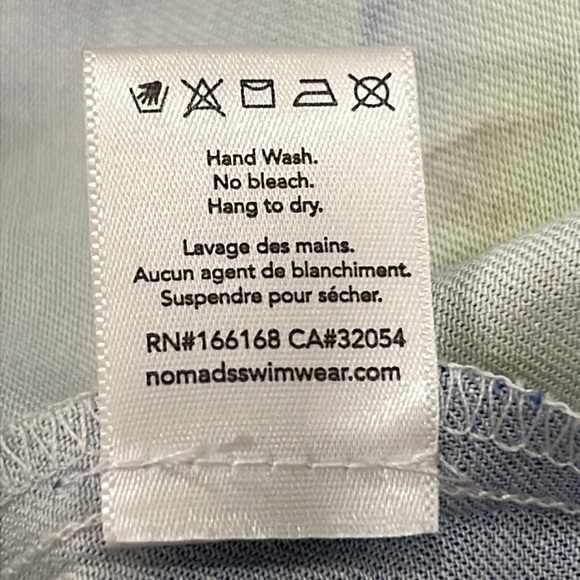 Hand Wash.
No bleach.
Hang to dry.
Lavage des mains.
Aucun agent de blanchiment.
Suspendre pour sécher.
RN#166168 CA#32054
nomadsswimwear.com